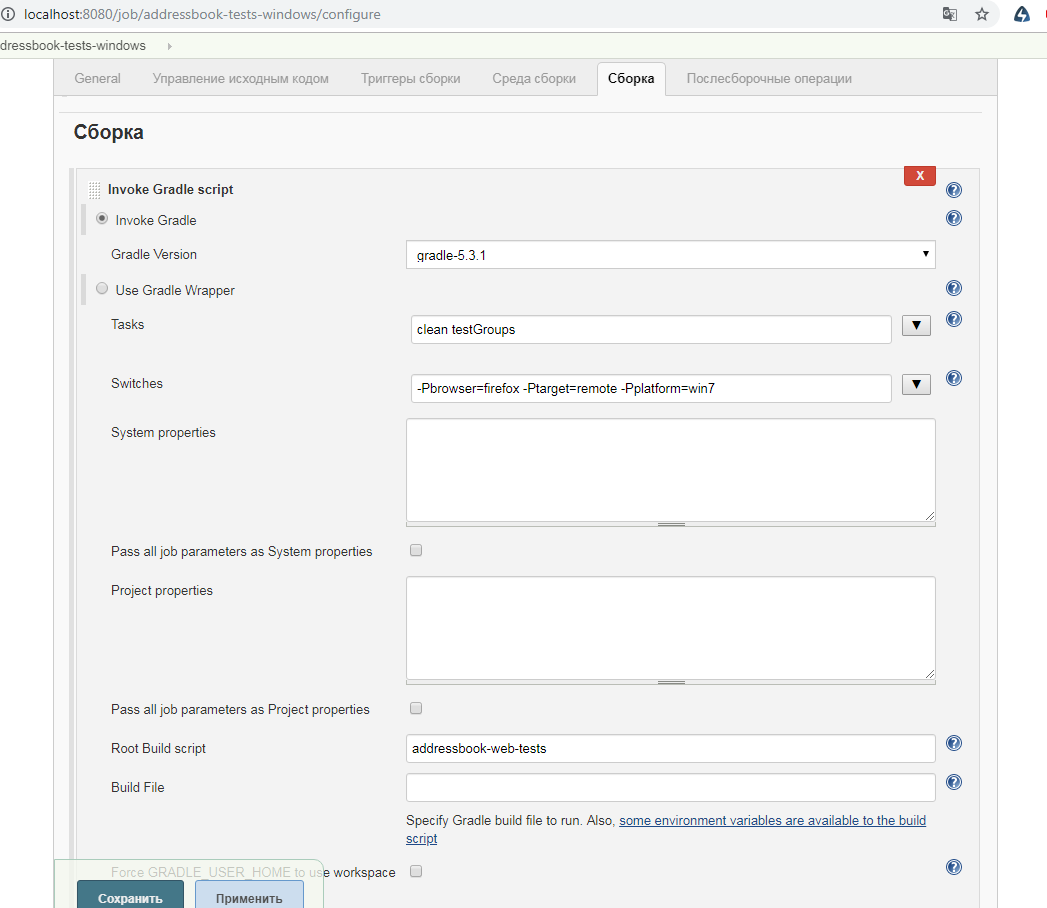 localhost:8080/job/addressbook-tests-windows/configure
dressbook-tests-windows
General Управление исходным кодом Триггеры сборки Среда сборки Сборка Послесборочные операции
Сборка
X
Invoke Gradle script
Invoke Gradle
Gradle Version gradle-5.3.1
Use Gradle Wrapper
Tasks clean testGroups
Switches -Pbrowser=firefox -Ptarget=remote -Pplatform=win7
System properties
Pass all job parameters as System properties
Project properties
Pass all job parameters as Project properties
Root Build script addressbook-web-tests
Build File
Specify Gradle build file to run. Also, some environment variables are available to the build
script
Force GRADLE_USER_HOME to use workspace
Сохранить Применить